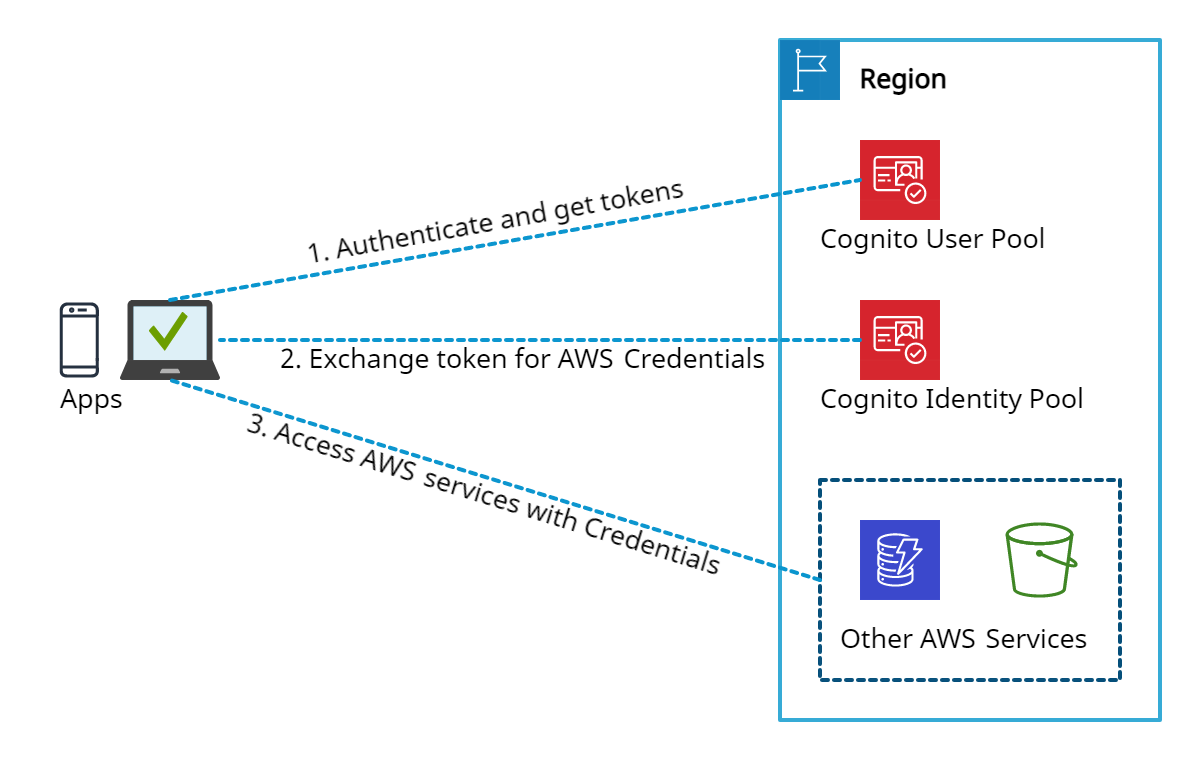 Region
1. Authenticate and get tokens
Cognito User Pool
2. Exchange token for AWS Credentials
Apps
Cognito Identity Pool
3. Access AWS services with Credentials
Other AWS Services